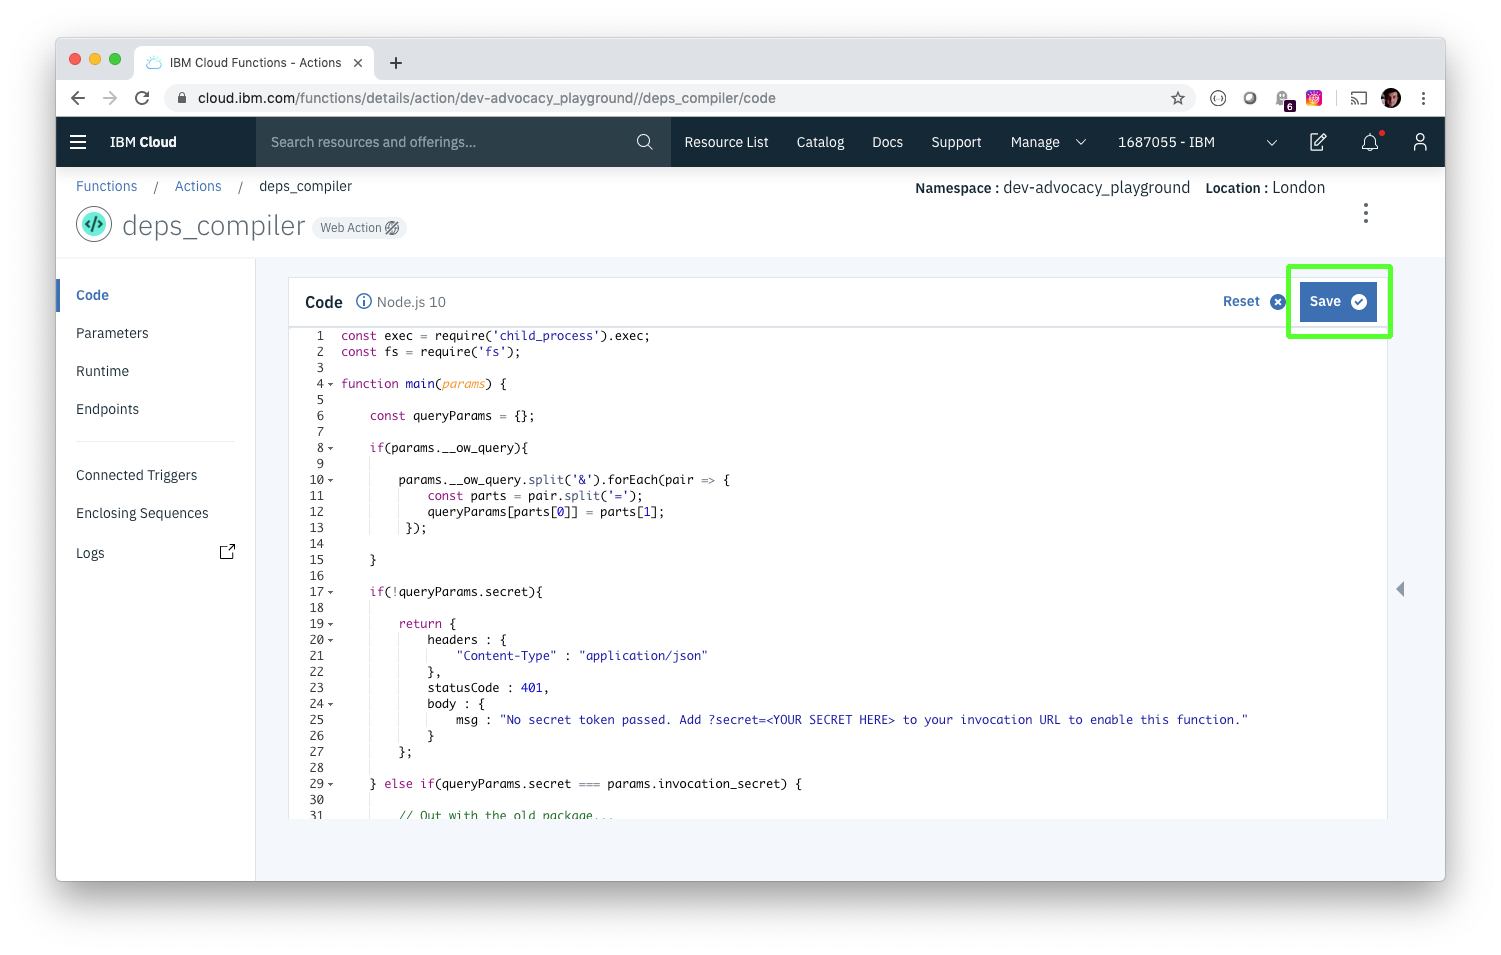 IBM Cloud Functions - Actions
cloud.ibm.com/functions/details/action/dev-advocacy_playground//deps_compiler/code
6
IBM Cloud
Search resources and offerings...
Resource List
Catalog
Docs
Support
Manage
1687055 - IBM
Functions / Actions / deps_compiler
Namespace : dev-advocacy_playground Location : London
deps_compiler
Web Action
Code
Parameters
Runtime
Endpoints
Connected Triggers
Enclosing Sequences
Logs
Code Node.js 10
Reset
Save
1 const exec = require('child_process').exec;
2 const fs = require('fs');
3
4 function main(params) {
5
6 const queryParams = {};
7
8 if(params.__ow_query){
9
10 params.__ow_query.split('&').forEach(pair => {
11 const parts = pair.split('=');
12 queryParams[parts[0]] = parts[1];
13 });
14
15 }
16
17 if(!queryParams.secret){
18
19 return {
20 headers : {
21 "Content-Type" : "application/json"
22 },
23 statusCode : 401,
24 body : {
25 msg : "No secret token passed. Add ?secret=<YOUR SECRET HERE> to your invocation URL to enable this function."
26 }
27 };
28
29 } else if(queryParams.secret === params.invocation_secret) {
30
31 // Out with the old package...